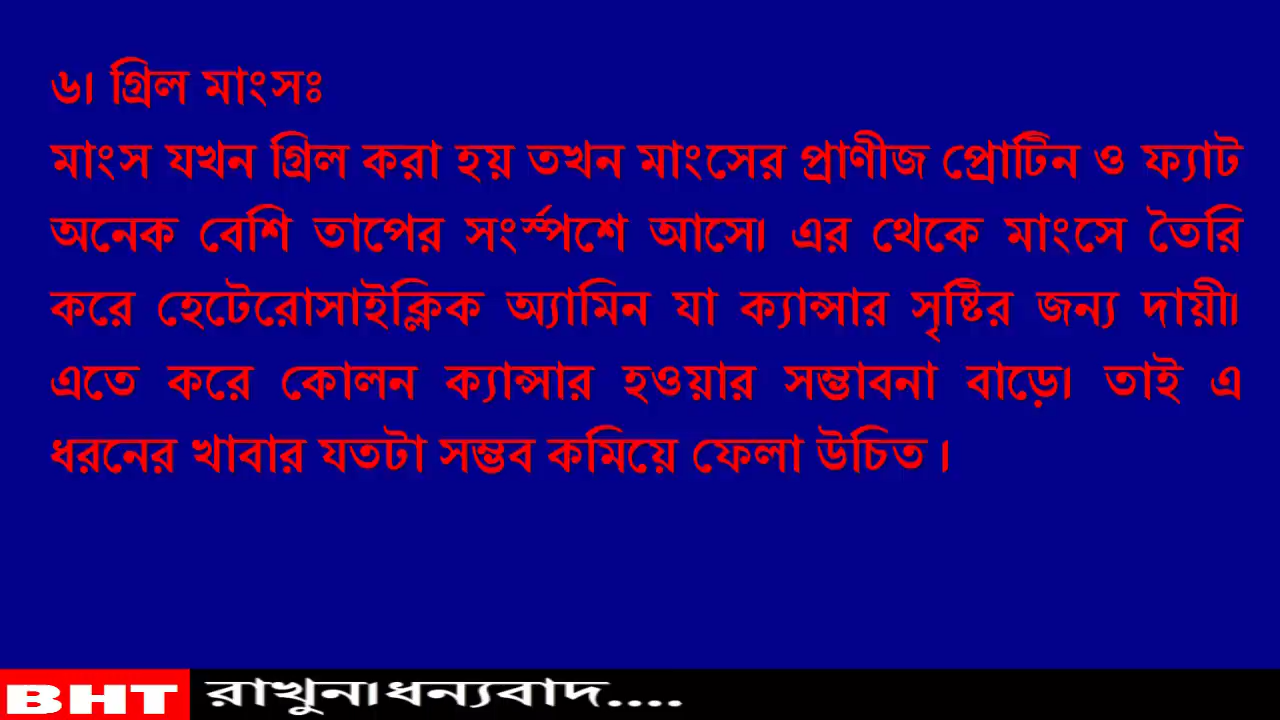 ৬। গ্রিল মাংসঃ
মাংস যখন গ্রিল করা হয় তখন মাংসের প্রাণীজ প্রোটিন ও ফ্যাট
অনেক বেশি তাপের সংর্স্পশে আসে। এর থেকে মাংসে তৈরি
করে হেটেরোসাইক্লিক অ্যামিন যা ক্যান্সার সৃষ্টির জন্য দায়ী।
এতে করে কোলন ক্যান্সার হওয়ার সম্ভাবনা বাড়ে। তাই এ
ধরনের খাবার যতটা সম্ভব কমিয়ে ফেলা উচিত ।
BHT রাখুন।ধন্যবাদ....